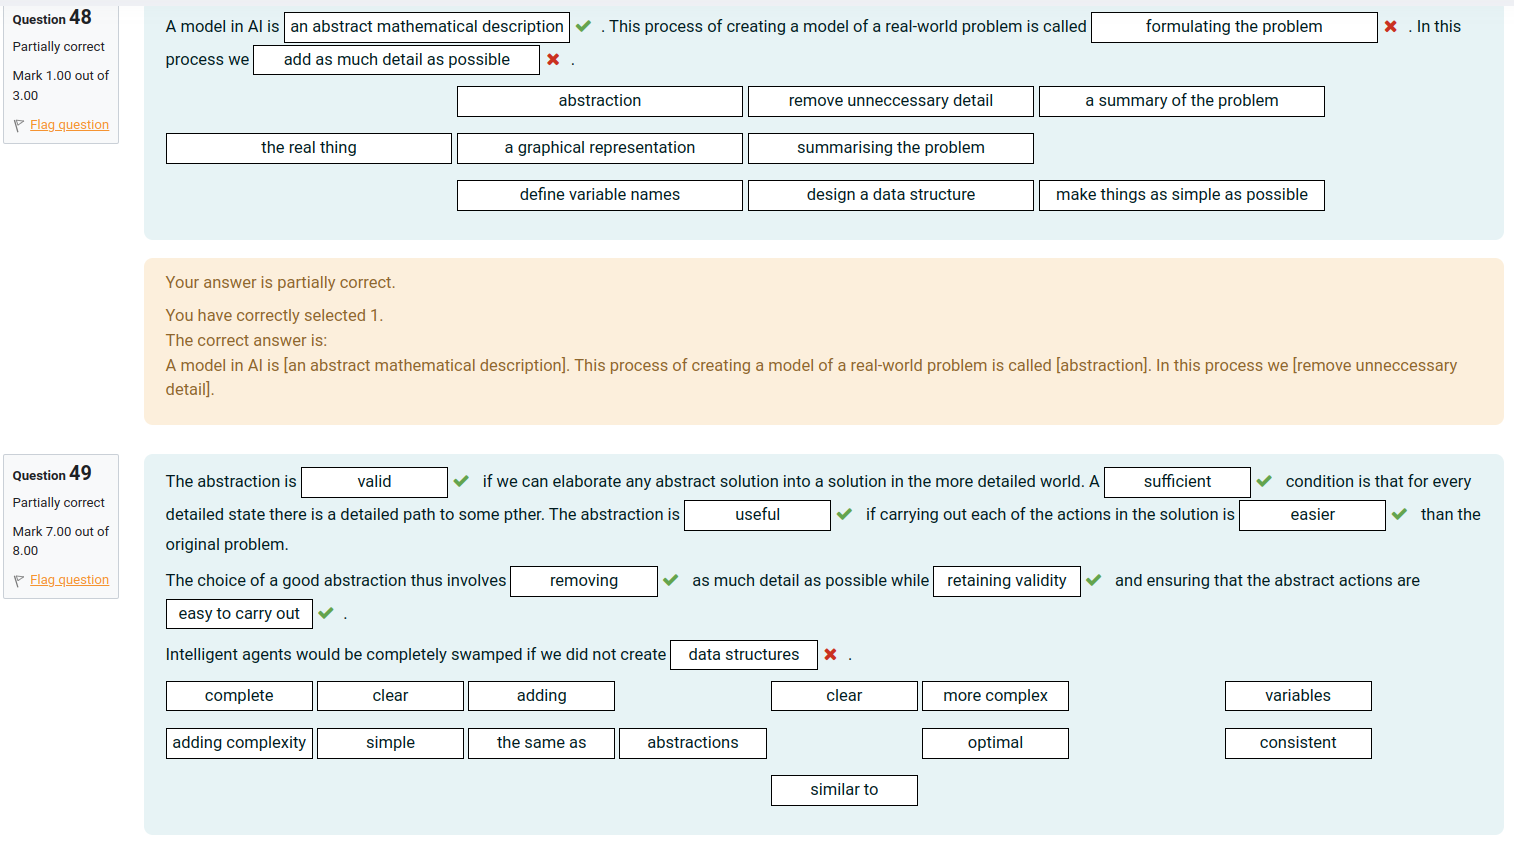 Question 48
Partially correct
Mark 1.00 out of
3.00
Flag question
A model in AI is an abstract mathematical description . This process of creating a model of a real-world problem is called formulating the problem . In this
process we add as much detail as possible .
abstraction remove unneccessary detail a summary of the problem
the real thing a graphical representation summarising the problem
define variable names design a data structure make things as simple as possible
Your answer is partially correct.
You have correctly selected 1.
The correct answer is:
A model in AI is [an abstract mathematical description]. This process of creating a model of a real-world problem is called [abstraction]. In this process we [remove unneccessary
detail].
Question 49
Partially correct
Mark 7.00 out of
8.00
Flag question
The abstraction is valid if we can elaborate any abstract solution into a solution in the more detailed world. A sufficient condition is that for every
detailed state there is a detailed path to some pther. The abstraction is useful if carrying out each of the actions in the solution is easier than the
original problem.
The choice of a good abstraction thus involves removing as much detail as possible while retaining validity and ensuring that the abstract actions are
easy to carry out .
Intelligent agents would be completely swamped if we did not create data structures .
complete clear adding clear more complex variables
adding complexity simple the same as abstractions optimal consistent
similar to